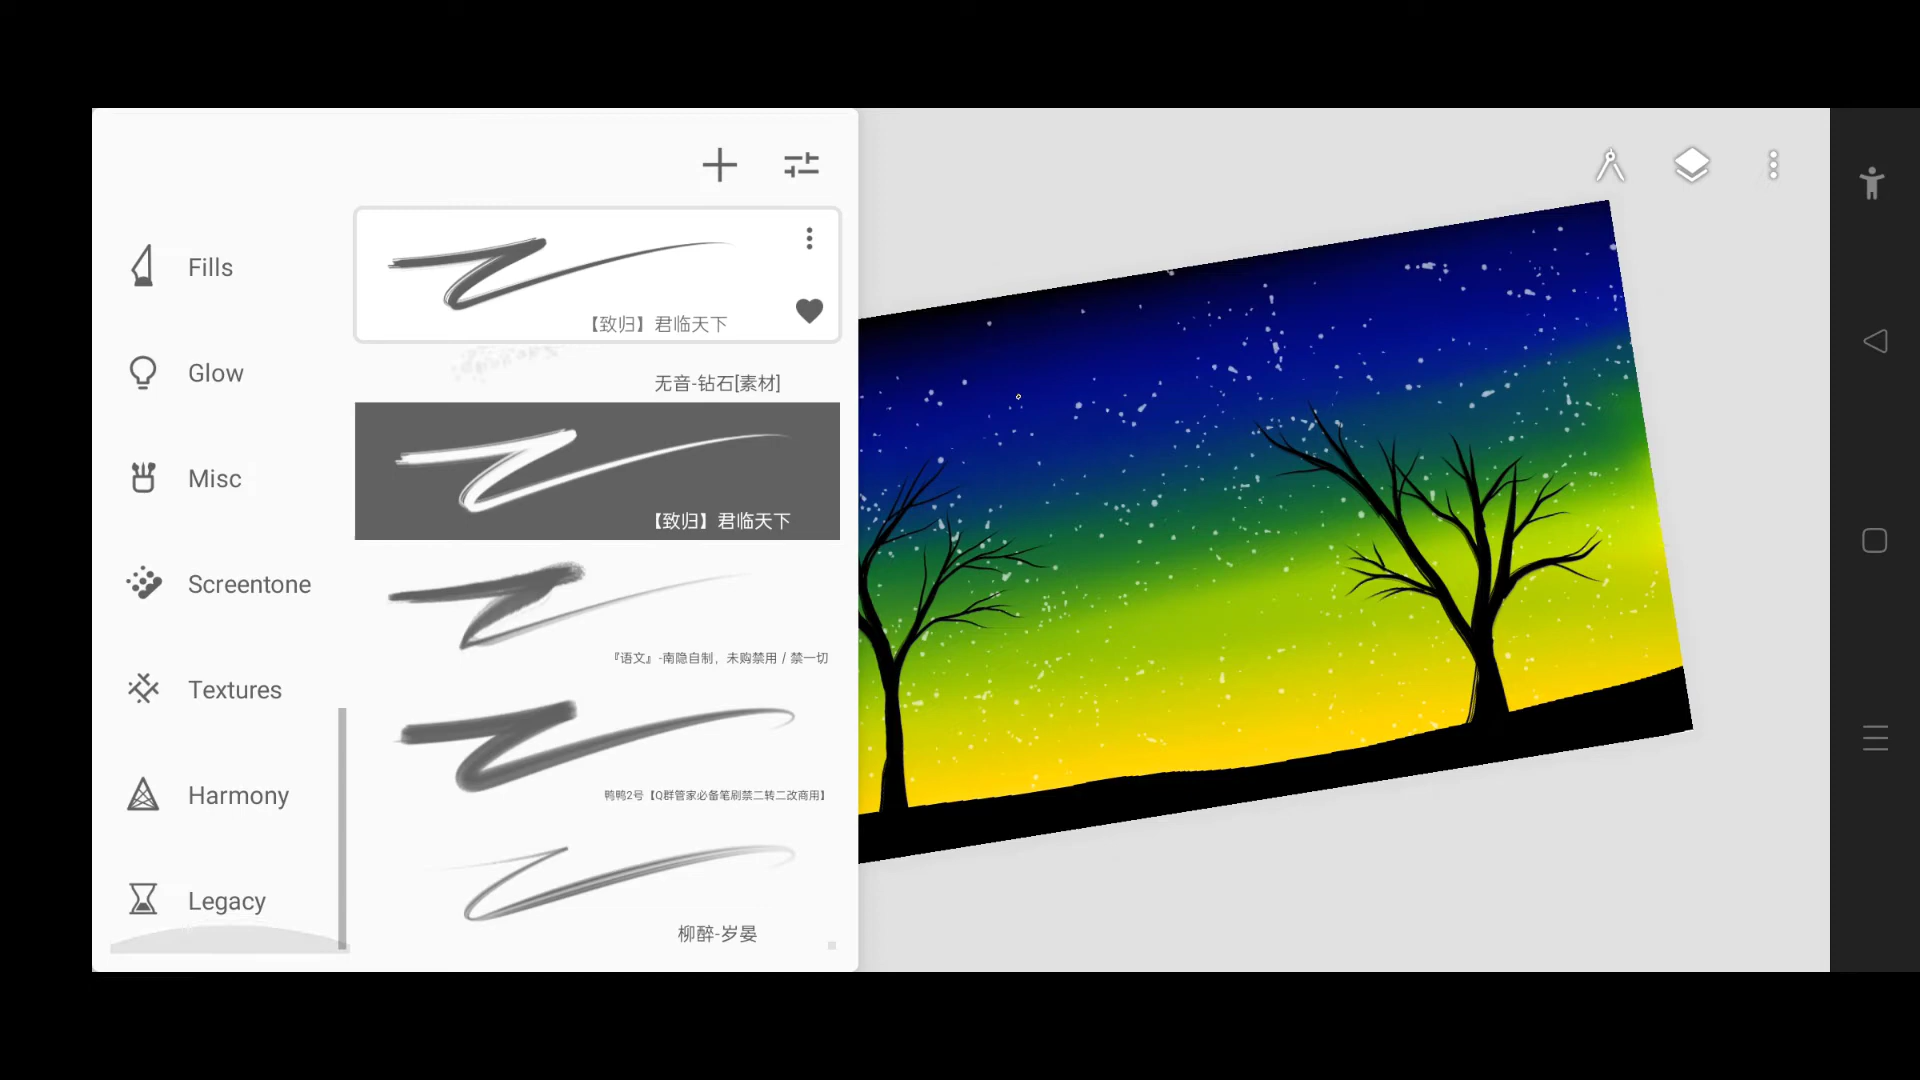 Fills
Glow
Misc
Screentone
Textures
Harmony
Legacy
【致归】君临天下
无音-钻石[素材]
【致归】君临天下
『语文』-南隐自制，未购禁用 / 禁一切
鸭鸭2号【Q群管家必备笔刷禁二转二改商用】
柳醉-岁晏